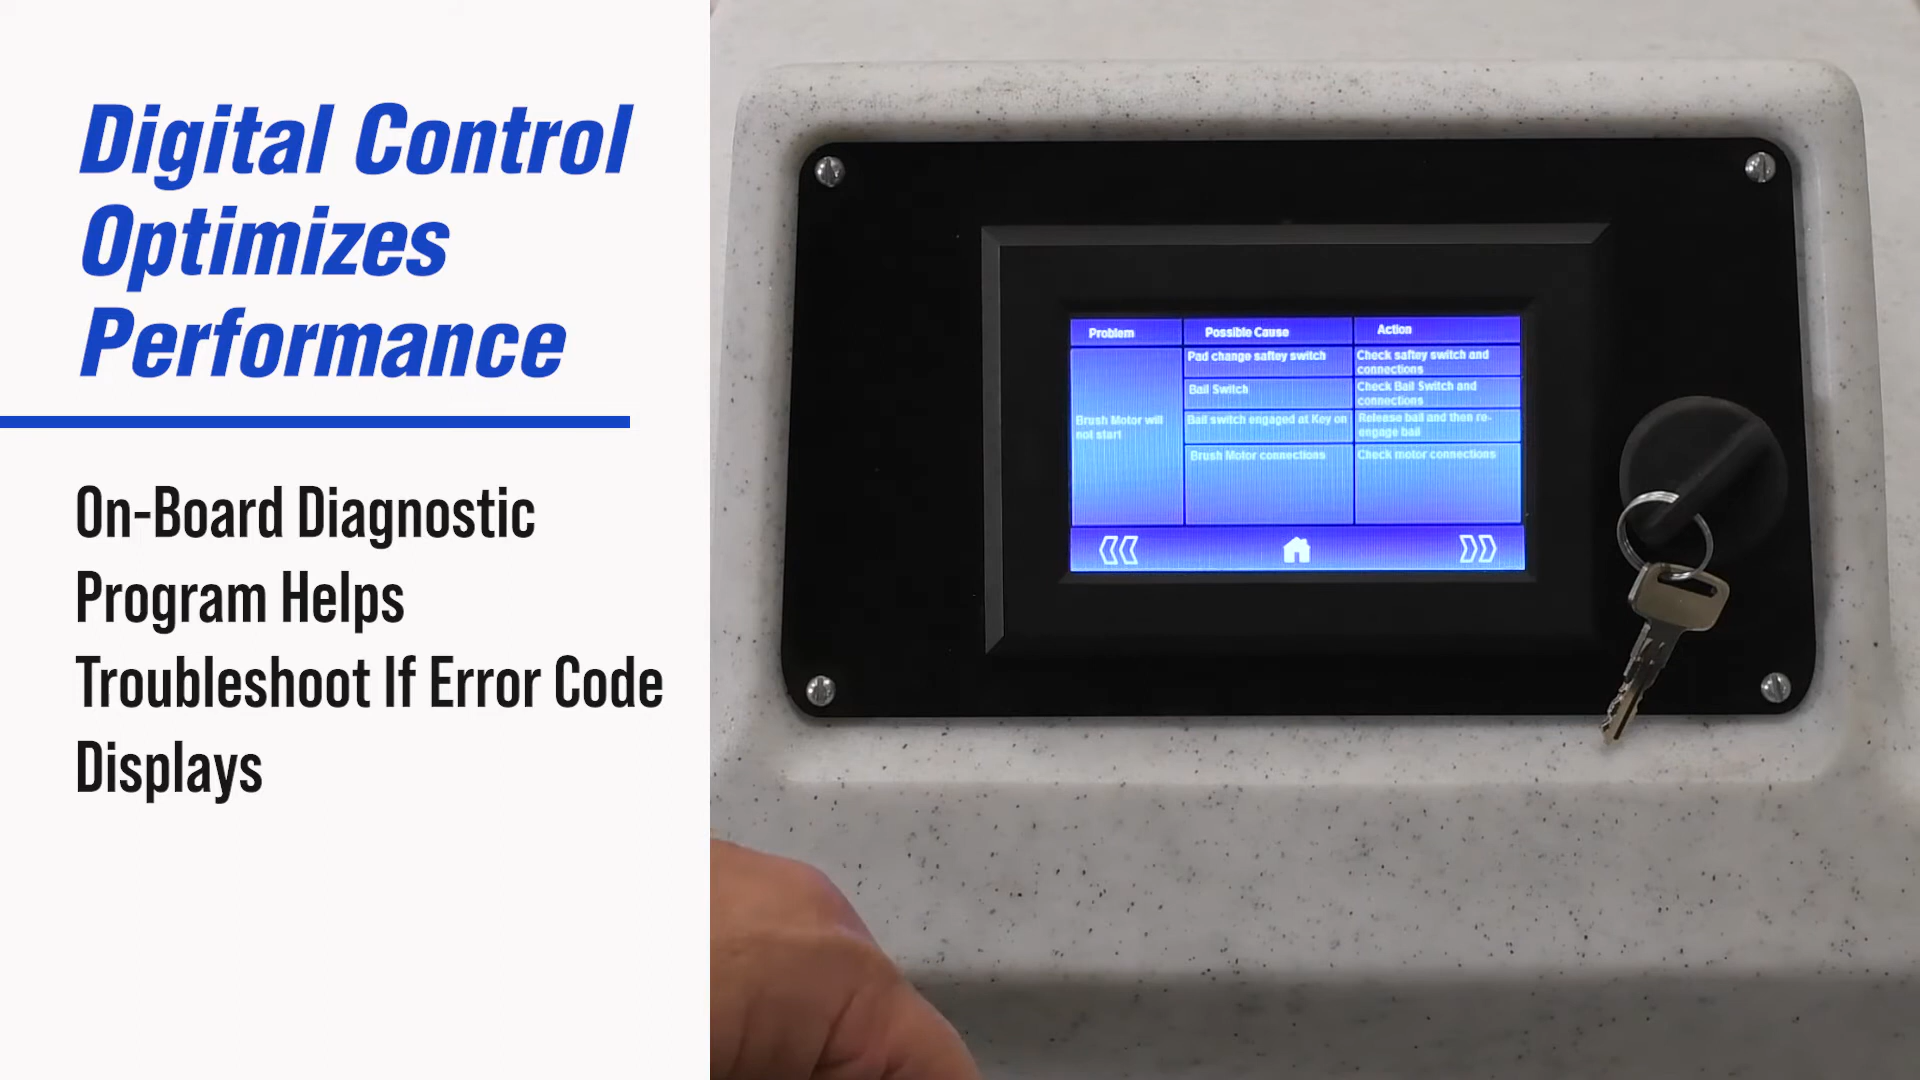 Digital Control
Optimizes
Performance
On-Board Diagnostic
Program Helps
Troubleshoot If Error Code
Displays
Problem
Possible Cause
Action
Brush Motor will
not start
Pad change saftey switch
Check saftey switch and
connections
Bail Switch
Check Bail Switch and
connections
Bail switch engaged at Key on
Release bail and then re-
engage bail
Brush Motor connections
Check motor connections